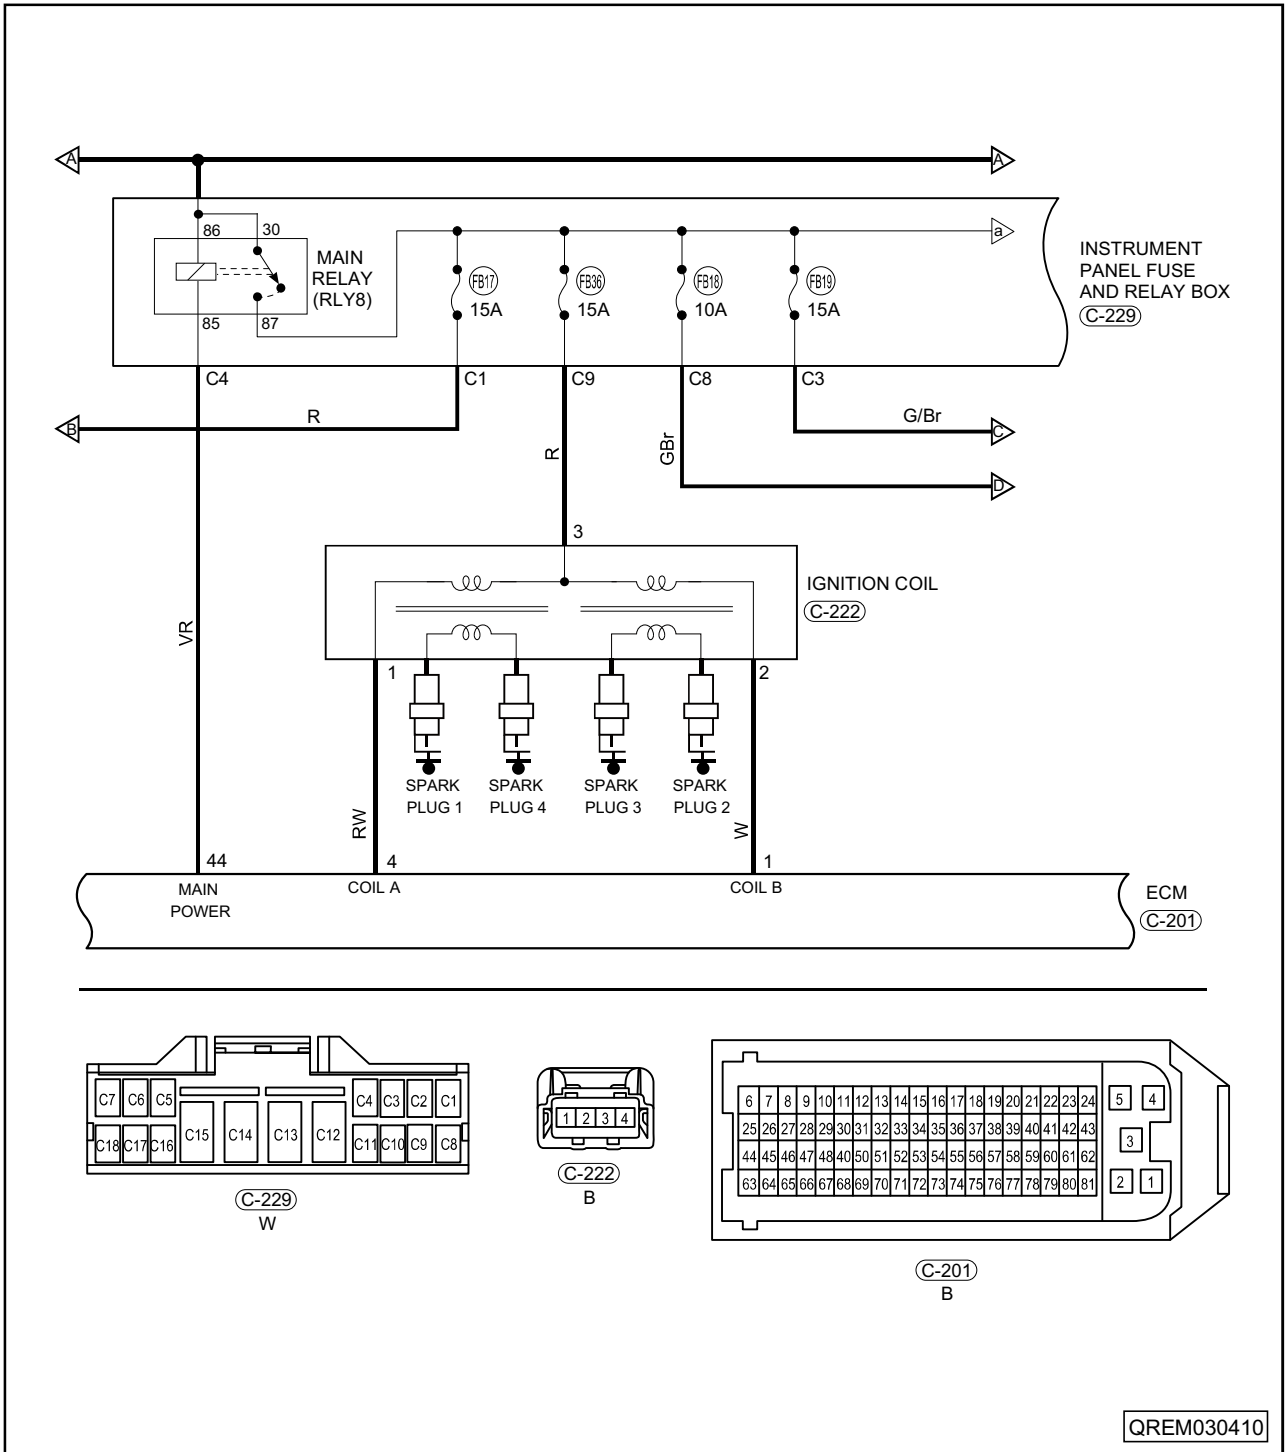 A A
86 30
MAIN
RELAY
(RLY8)
85 87
FB17
15A
FB36
15A
FB18
10A
FB19
15A
a
INSTRUMENT
PANEL FUSE
AND RELAY BOX
C-229
C4 C1 C9 C8 C3
B R
G/Br C
R
GBr
D
3
IGNITION COIL
C-222
VR
1 2
SPARK
PLUG 1
SPARK
PLUG 4
SPARK
PLUG 3
SPARK
PLUG 2
RW
W
44 4 1
MAIN
POWER
COIL A
COIL B
ECM
C-201
C7 C6 C5 C4 C3 C2 C1
C18 C17 C16 C15 C14 C13 C12 C11 C10 C9 C8
C-229
W
1 2 3 4
C-222
B
6 7 8 9 10 11 12 13 14 15 16 17 18 19 20 21 22 23 24 5 4
25 26 27 28 29 30 31 32 33 34 35 36 37 38 39 40 41 42 43 3
44 45 46 47 48 40 50 51 52 53 54 55 56 57 58 59 60 61 62
63 64 65 66 67 68 69 70 71 72 73 74 75 76 77 78 79 80 81 2 1
C-201
B
QREM030410